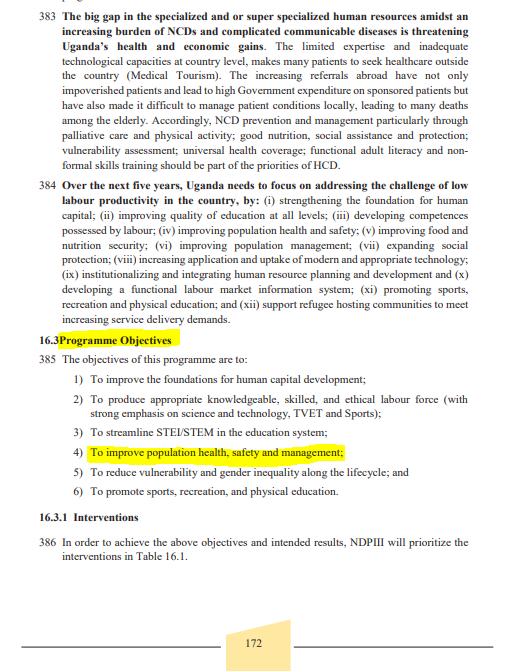 383 The big gap in the specialized and or super specialized human resources amidst an
increasing burden of NCDs and complicated communicable diseases is threatening
Uganda's health and economic gains. The limited expertise and inadequate
technological capacities at country level, makes many patients to seek healthcare outside
the country (Medical Tourism). The increasing referrals abroad have not only
impoverished patients and lead to high Government expenditure on sponsored patients but
have also made it difficult to manage patient conditions locally, leading to many deaths
among the elderly. Accordingly, NCD prevention and management particularly through
palliative care and physical activity; good nutrition, social assistance and protection;
vulnerability assessment; universal health coverage; functional adult literacy and non-
formal skills training should be part of the priorities of HCD.
384 Over the next five years, Uganda needs to focus on addressing the challenge of low
labour productivity in the country, by: (i) strengthening the foundation for human
capital; (ii) improving quality of education at all levels; (iii) developing competences
possessed by labour; (iv) improving population health and safety; (v) improving food and
nutrition security; (vi) improving population management; (vii) expanding social
protection; (viii) increasing application and uptake of modern and appropriate technology;
(ix) institutionalizing and integrating human resource planning and development and (x)
developing a functional labour market information system; (xi) promoting sports,
recreation and physical education; and (xii) support refugee hosting communities to meet
increasing service delivery demands.
16.3Programme Objectives
385 The objectives of this programme are to:
1) To improve the foundations for human capital development;
2) To produce appropriate knowledgeable, skilled, and ethical labour force (with
strong emphasis on science and technology, TVET and Sports);
3) To streamline STEI/STEM in the education system;
4) To improve population health, safety and management;
5) To reduce vulnerability and gender inequality along the lifecycle; and
6) To promote sports, recreation, and physical education.
16.3.1 Interventions
386 In order to achieve the above objectives and intended results, NDPIII will prioritize the
interventions in Table 16.1.
172